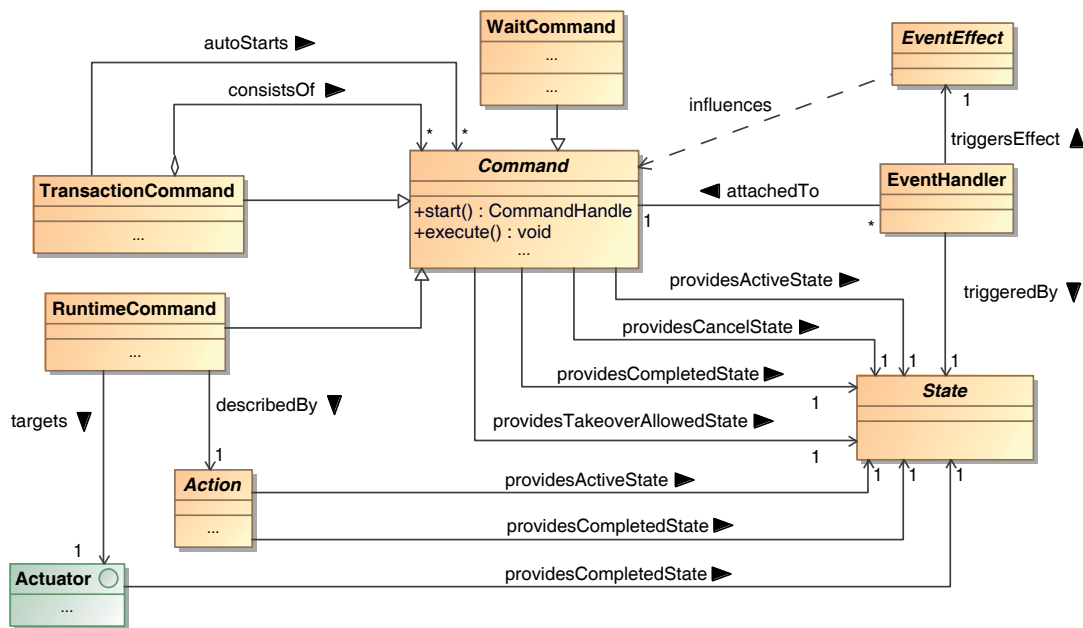 WaitCommand
...
...
EventEffect
...
autoStarts ►
consistsOf ►
influences
*
*
1
triggersEffect ▲
Command
+start() : CommandHandle
+execute() : void
...
TransactionCommand
...
EventHandler
◄ attachedTo
1
*
RuntimeCommand
...
providesActiveState ►
triggeredBy ▼
providesCancelState ►
providesCompletedState ►
providesTakeoverAllowedState ►
1
1
1
1
1
State
targets ▼
describedBy ▼
1
Action
...
providesActiveState ►
1
1
1
providesCompletedState ►
1
Actuator
...
providesCompletedState ►